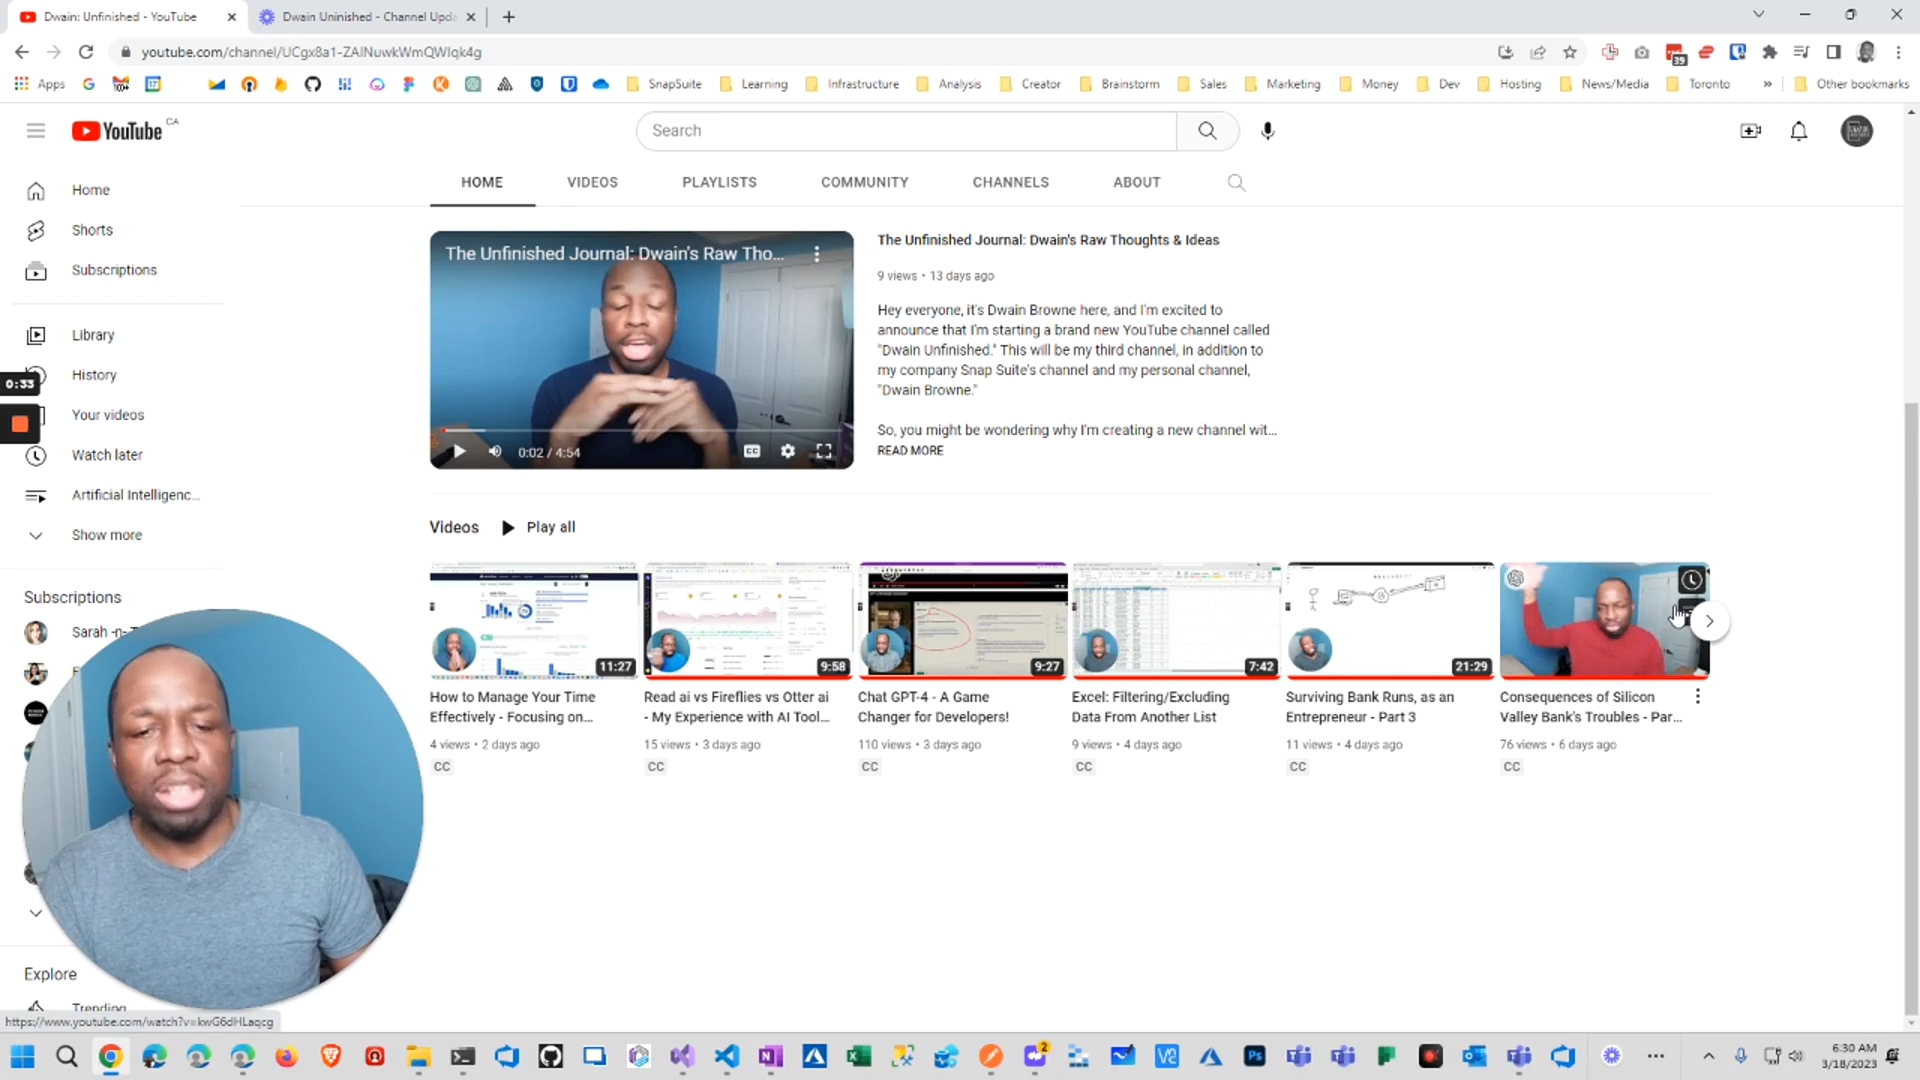 Dwain: Unfinished - YouTube
Dwain Uninished - Channel Upda
youtube.com/channel/UCgx8a1-ZAlNuwkWmQWlqk4g
39
Apps
SnapSuite
Learning
Infrastructure
Analysis
Creator
Brainstorm
Sales
Marketing
Money
Dev
Hosting
News/Media
Toronto
Other bookmarks
YouTube CA
Search
HOME
VIDEOS
PLAYLISTS
COMMUNITY
CHANNELS
ABOUT
Home
Shorts
Subscriptions
Library
History
Your videos
Watch later
Artificial Intelligenc...
Show more
0:33
Subscriptions
Sarah -n-
Explore
Trending
The Unfinished Journal: Dwain's Raw Tho...
0:02 / 4:54
CC
The Unfinished Journal: Dwain's Raw Thoughts & Ideas
9 views • 13 days ago
Hey everyone, it's Dwain Browne here, and I'm excited to
announce that I'm starting a brand new YouTube channel called
"Dwain Unfinished." This will be my third channel, in addition to
my company Snap Suite's channel and my personal channel,
"Dwain Browne."
So, you might be wondering why I'm creating a new channel wit...
READ MORE
Videos
Play all
11:27
9:58
9:27
7:42
21:29
How to Manage Your Time
Effectively - Focusing on...
4 views • 2 days ago
CC
Read ai vs Fireflies vs Otter ai
- My Experience with AI Tool...
15 views • 3 days ago
CC
Chat GPT-4 - A Game
Changer for Developers!
110 views • 3 days ago
CC
Excel: Filtering/Excluding
Data From Another List
9 views • 4 days ago
CC
Surviving Bank Runs, as an
Entrepreneur - Part 3
11 views • 4 days ago
CC
Consequences of Silicon
Valley Bank's Troubles - Par...
76 views • 6 days ago
CC
https://www.youtube.com/watch?v=kwG6dHLaqcg
2
6:30 AM
3/18/2023